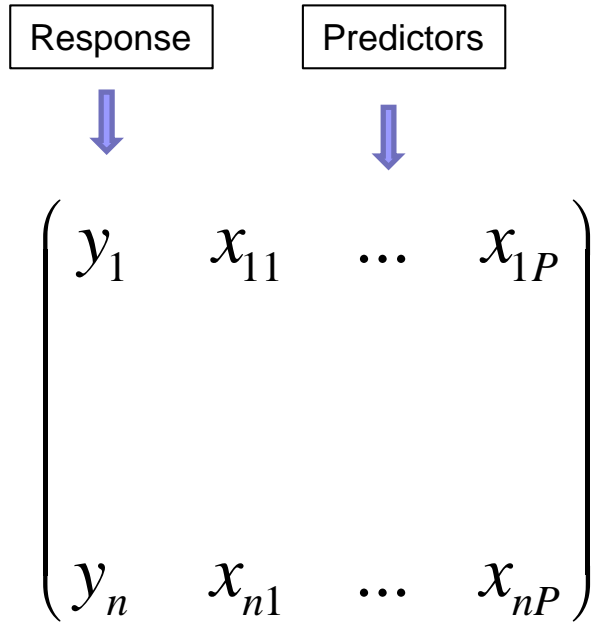 Response Predictors
y₁ x₁₁ ... x₁P
yₙ xₙ₁ ... xₙP